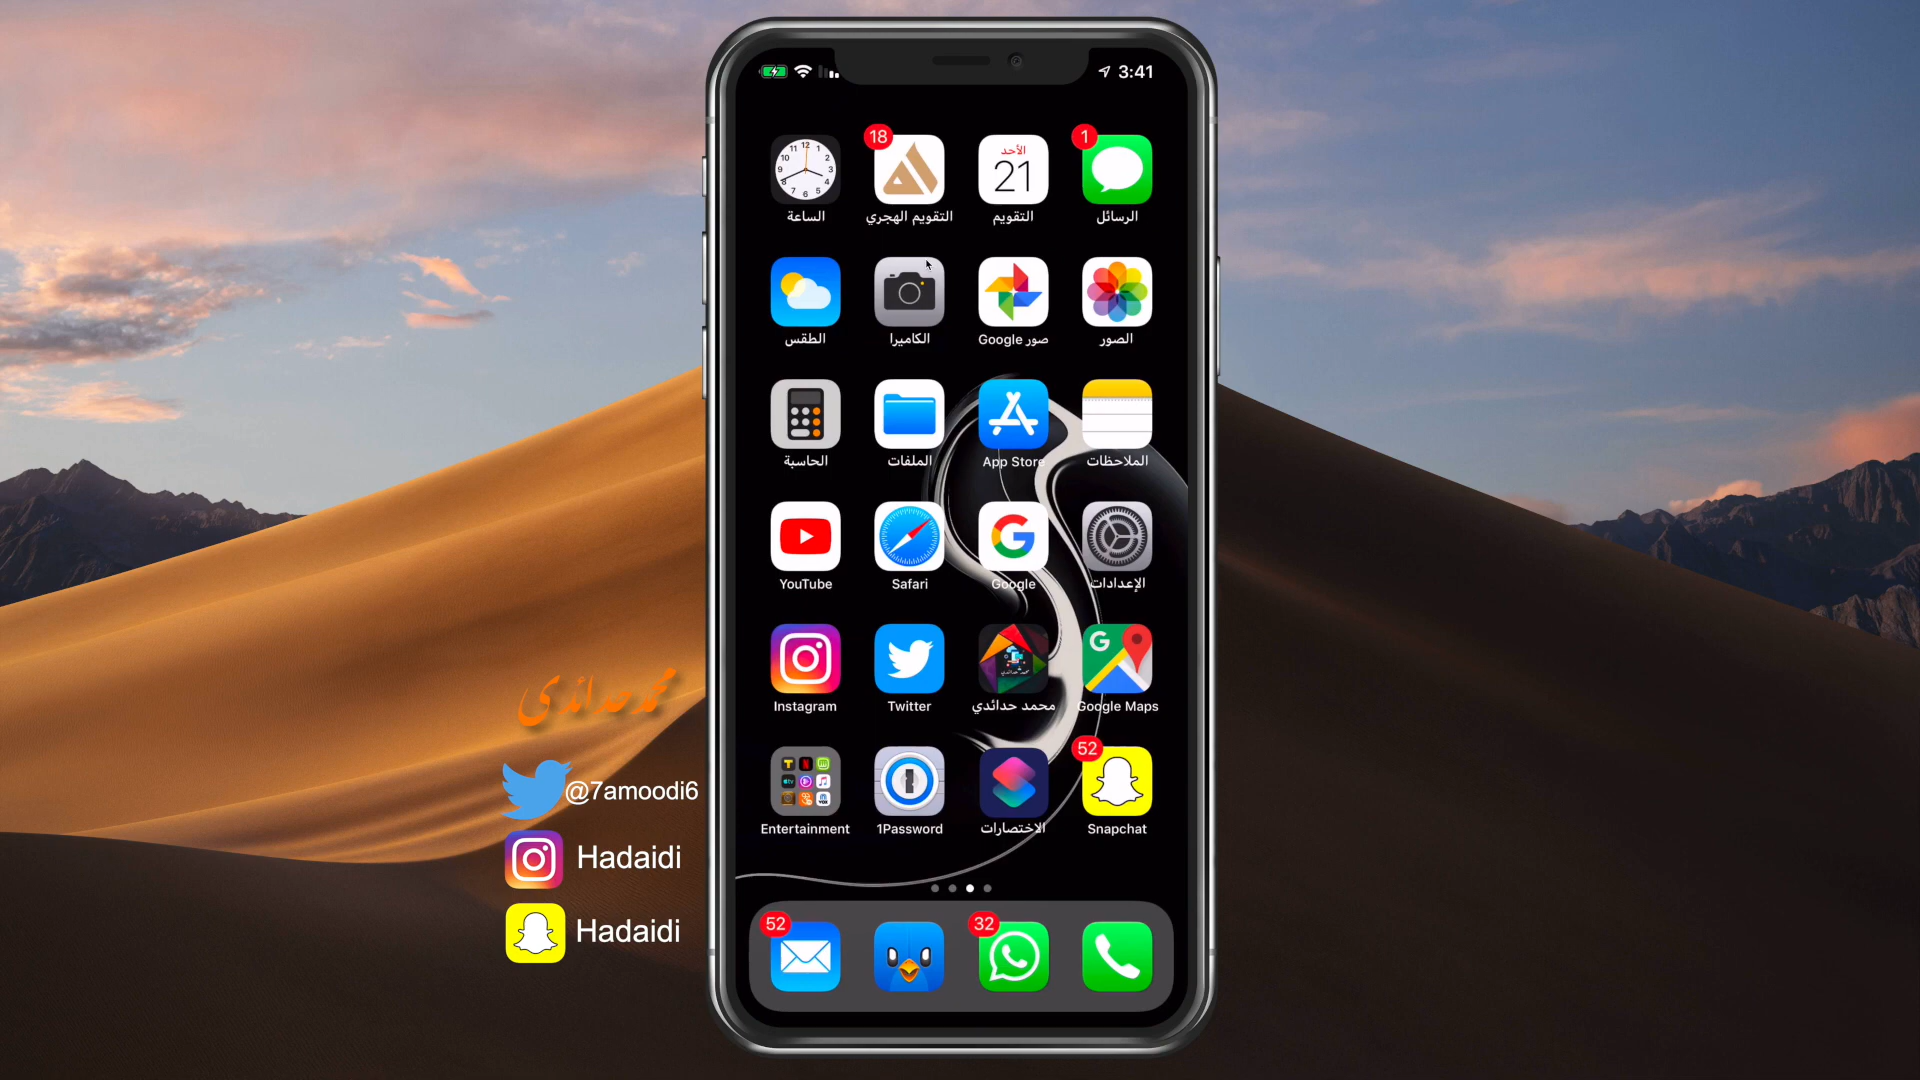 3:41
1
18
الأحد
21
الرسائل
التقويم
التقويم الهجري
الساعة
الصور
صور Google
الكاميرا
الطقس
الملاحظات
App Store
الملفات
الحاسبة
الإعدادات
Google
Safari
YouTube
Google Maps
محمد حدائدي
Twitter
Instagram
52
Snapchat
الاختصارات
1Password
Entertainment
32
52
محمد حدائدي
@7amoodi6
Hadaidi
Hadaidi